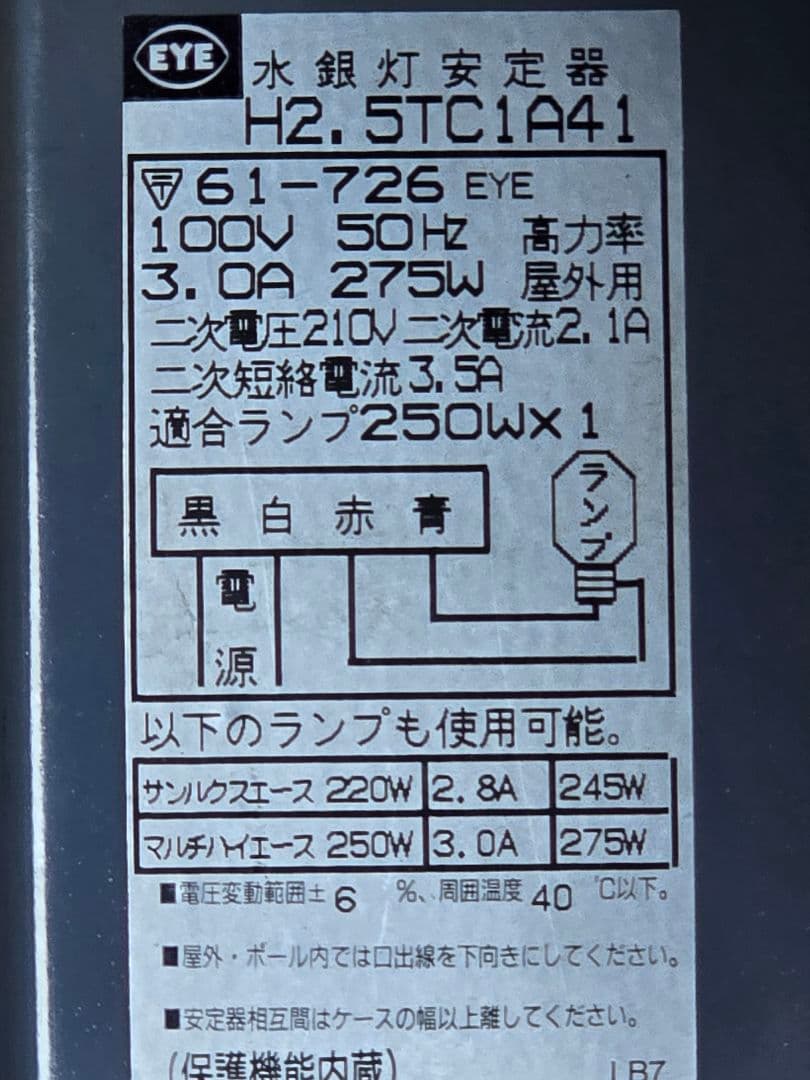 EYE
水銀灯安定器
H2.5TC1A41
61-726 EYE
100V 50Hz 高力率
3.0A 275W 屋外用
二次電圧210V 二次電流2.1A
二次短絡電流3.5A
適合ランプ250W×1
黒 白 赤 青
ランプ
電源
以下のランプも使用可能。
サンルクスエース 220W 2.8A 245W
マルチハイエース 250W 3.0A 275W
■電圧変動範囲±6 %、周囲温度40 ℃以下。
■屋外・ポール内では口出線を下向きにしてください。
■安定器相互間はケースの幅以上離してください。
(保護機能内蔵) LB7